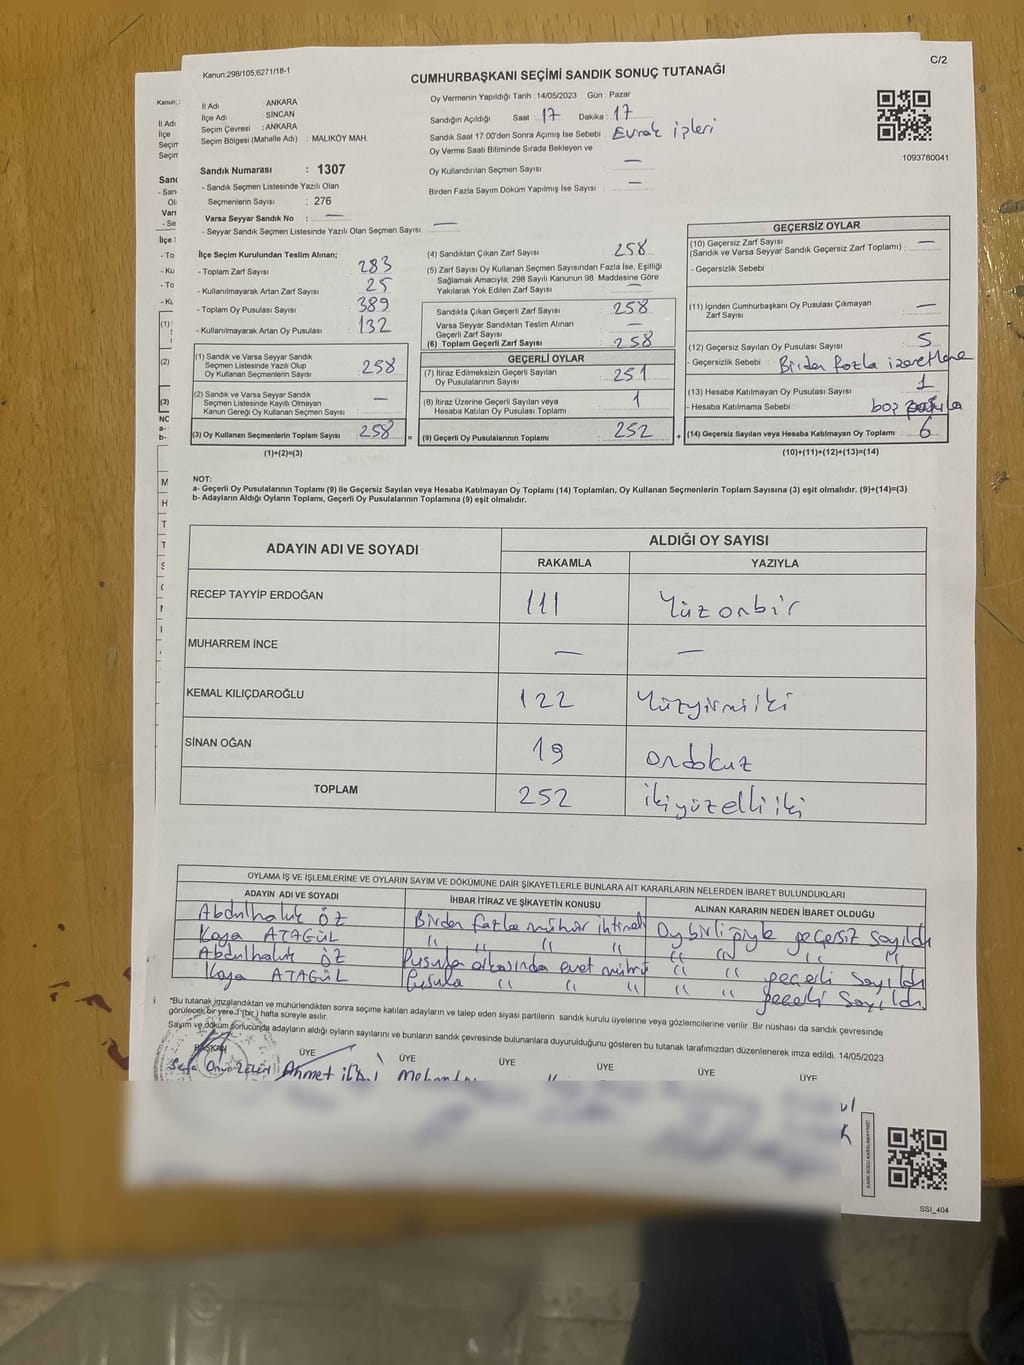 Kanun;298/105,6271/18-1
C/2
CUMHURBAŞKANI SEÇİMİ SANDIK SONUÇ TUTANAĞI
İl Adı ANKARA
İlçe Adı SİNCAN
Seçim Çevresi : ANKARA
Seçim Bölgesi (Mahalle Adı) : MALIKÖY MAH.
Sandık Numarası : 1307
- Sandık Seçmen Listesinde Yazılı Olan
Seçmenlerin Sayısı : 276
Varsa Seyyar Sandık No : —
- Seyyar Sandık Seçmen Listesinde Yazılı Olan Seçmen Sayısı: —
Oy Vermenin Yapıldığı Tarih : 14/05/2023 Gün : Pazar
Sandığın Açıldığı Saat : 17 Dakika : 17
Sandık Saat 17.00'den Sonra Açımış İse Sebebi : Evrak işleri
Oy Verme Saati Bitiminde Sırada Bekleyen ve
Oy Kullandırılan Seçmen Sayısı : —
Birden Fazla Sayım Döküm Yapılmış İse Sayısı : —
1093780041
İlçe Seçim Kurulundan Teslim Alınan;
- Toplam Zarf Sayısı : 283
- Kullanılmayarak Artan Zarf Sayısı : 25
- Toplam Oy Pusulası Sayısı : 389
- Kullanılmayarak Artan Oy Pusulası : 132
(1) Sandık ve Varsa Seyyar Sandık
Seçmen Listesinde Yazılı Olup
Oy Kullanan Seçmenlerin Sayısı : 258
(2) Sandık ve Varsa Seyyar Sandık
Seçmen Listesinde Kayıtlı Olmayan
Kanun Gereği Oy Kullanan Seçmen Sayısı : —
(3) Oy Kullanan Seçmenlerin Toplam Sayısı : 258 =
(1)+(2)=(3)
(4) Sandıktan Çıkan Zarf Sayısı : 258
(5) Zarf Sayısı Oy Kullanan Seçmen Sayısından Fazla İse, Eşitliği
Sağlamak Amacıyla, 298 Sayılı Kanunun 98. Maddesine Göre
Yakılarak Yok Edilen Zarf Sayısı : —
Sandıkta Çıkan Geçerli Zarf Sayısı : 258
Varsa Seyyar Sandıktan Teslim Alınan
Geçerli Zarf Sayısı : —
(6) Toplam Geçerli Zarf Sayısı : 258
GEÇERLİ OYLAR
(7) İtiraz Edilmeksizin Geçerli Sayılan
Oy Pusulalarının Sayısı : 251
(8) İtiraz Üzerine Geçerli Sayılan veya
Hesaba Katılan Oy Pusulası Toplamı : 1
(9) Geçerli Oy Pusulalarının Toplamı : 252 +
GEÇERSİZ OYLAR
(10) Geçersiz Zarf Sayısı
(Sandık ve Varsa Seyyar Sandık Geçersiz Zarf Toplamı) : —
- Geçersizlik Sebebi :
(11) İçinden Cumhurbaşkanı Oy Pusulası Çıkmayan
Zarf Sayısı : —
(12) Geçersiz Sayılan Oy Pusulası Sayısı : 5
- Geçersizlik Sebebi : Birden fazla işaretleme
(13) Hesaba Katılmayan Oy Pusulası Sayısı : 1
- Hesaba Katılmama Sebebi : boş
(14) Geçersiz Sayılan veya Hesaba Katılmayan Oy Toplamı : 6
(10)+(11)+(12)+(13)=(14)
NOT:
a- Geçerli Oy Pusulalarının Toplamı (9) ile Geçersiz Sayılan veya Hesaba Katılmayan Oy Toplamı (14) Toplamları, Oy Kullanan Seçmenlerin Toplam Sayısına (3) eşit olmalıdır. (9)+(14)=(3)
b- Adayların Aldığı Oyların Toplamı, Geçerli Oy Pusulalarının Toplamına (9) eşit olmalıdır.
ADAYIN ADI VE SOYADI
ALDIĞI OY SAYISI
RAKAMLA YAZIYLA
RECEP TAYYİP ERDOĞAN 111 Yüzonbir
MUHARREM İNCE — —
KEMAL KILIÇDAROĞLU 122 Yüzyirmiiki
SİNAN OĞAN 19 ondokuz
TOPLAM 252 ikiyüzelliiki
OYLAMA İŞ VE İŞLEMLERİNE VE OYLARIN SAYIM VE DÖKÜMÜNE DAİR ŞİKAYETLERLE BUNLARA AİT KARARLARIN NELERDEN İBARET BULUNDUKLARI
ADAYIN ADI VE SOYADI İHBAR İTİRAZ VE ŞİKAYETİN KONUSU ALINAN KARARIN NEDEN İBARET OLDUĞU
Abdulhaluk ÖZ Birden fazla mühür ihtimali Oybirliğiyle geçersiz sayıldı
Kaya ATAGÜL " " " " " " " "
Abdulhaluk ÖZ Pusula arkasında evet mührü " " geçerli sayıldı
Kaya ATAGÜL Pusula " " " " " geçerli sayıldı.
*Bu tutanak imzalandıktan ve mühürlendikten sonra seçime katılan adayların ve talep eden siyasi partilerin sandık kurulu üyelerine veya gözlemcilerine verilir. Bir nüshası da sandık çevresinde
görülecek bir yere 1 (bir) hafta süreyle asılır.
Sayım ve döküm sonucunda adayların aldığı oyların sayılarını ve bunların sandık çevresinde bulunanlara duyurulduğunu gösteren bu tutanak tarafımızdan düzenlenerek imza edildi. 14/05/2023
BAŞKAN ÜYE ÜYE ÜYE ÜYE ÜYE
Ahmet
SSI_404